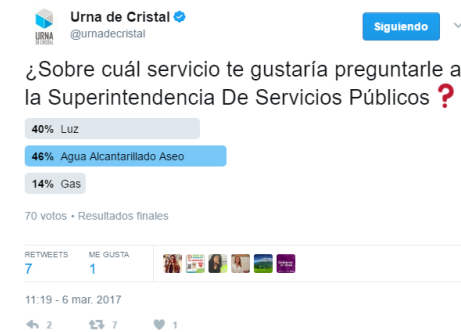 Urna de Cristal
@urnadecristal
Siguiendo
URNA
DE CRISTAL
¿Sobre cuál servicio te gustaría preguntarle a
la Superintendencia De Servicios Públicos❓
40% Luz
46% Agua Alcantarillado Aseo
14% Gas
70 votos • Resultados finales
RETWEETS
7
ME GUSTA
1
11:19 - 6 mar. 2017
2 7 1